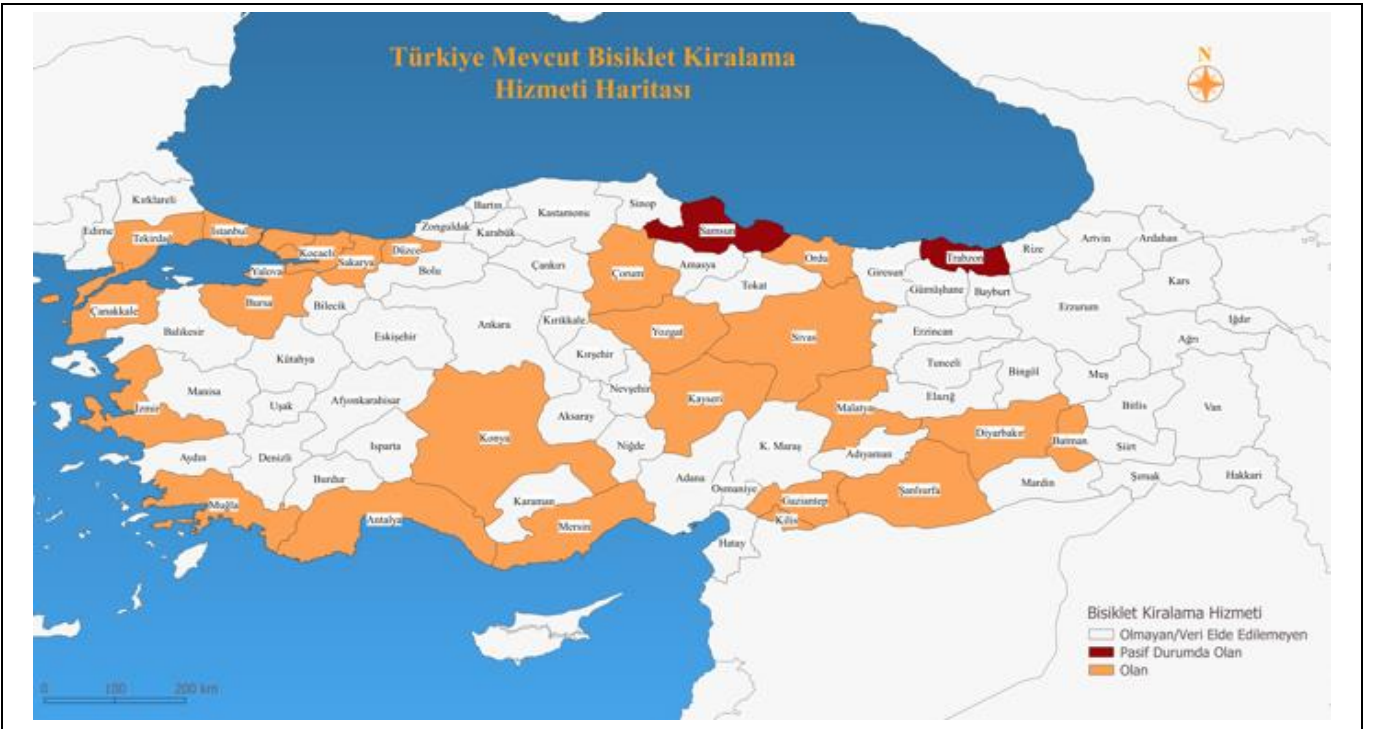 Türkiye Mevcut Bisiklet Kiralama
Hizmeti Haritası
N
Kırklareli
Edirne
Tekirdağ
İstanbul
Kocaeli
Yalova
Sakarya
Düzce
Zonguldak
Bartın
Karabük
Kastamonu
Sinop
Samsun
Bolu
Çankırı
Çorum
Amasya
Tokat
Ordu
Giresun
Trabzon
Rize
Artvin
Ardahan
Gümüşhane
Bayburt
Kars
Erzurum
Iğdır
Ağrı
Çanakkale
Bursa
Bilecik
Balıkesir
Eskişehir
Ankara
Kırıkkale
Yozgat
Sivas
Erzincan
Kütahya
Kırşehir
Tunceli
Bingöl
Muş
Manisa
Uşak
Afyonkarahisar
Nevşehir
Kayseri
Malatya
Elazığ
Bitlis
Van
İzmir
Aksaray
Konya
Isparta
Niğde
K. Maraş
Adıyaman
Diyarbakır
Batman
Siirt
Aydın
Denizli
Burdur
Karaman
Adana
Osmaniye
Gaziantep
Şanlıurfa
Mardin
Şırnak
Hakkari
Muğla
Antalya
Mersin
Kilis
Hatay
Bisiklet Kiralama Hizmeti
Olmayan/Veri Elde Edilemeyen
Pasif Durumda Olan
Olan
0 100 200 km